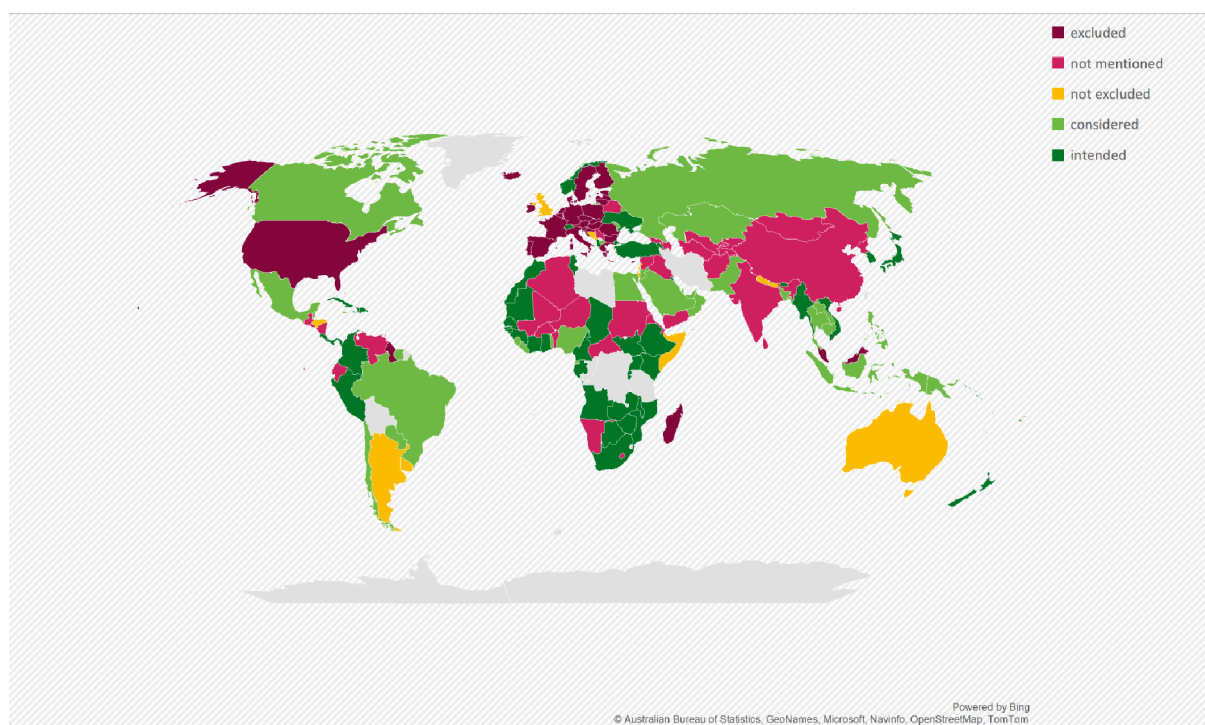 excluded
not mentioned
not excluded
considered
intended
Powered by Bing
© Australian Bureau of Statistics, GeoNames, Microsoft, Navinfo, OpenStreetMap, TomTom